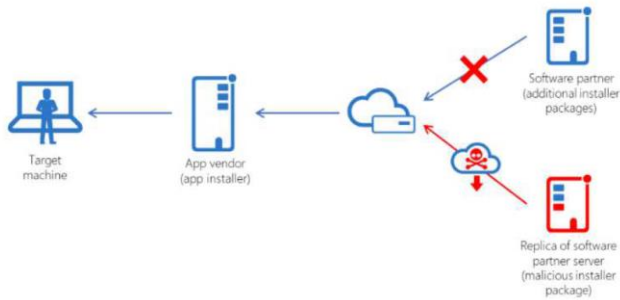 Software partner
(additional installer
packages)
Target
machine
App vendor
(app installer)
Replica of software
partner server
(malicious installer
package)